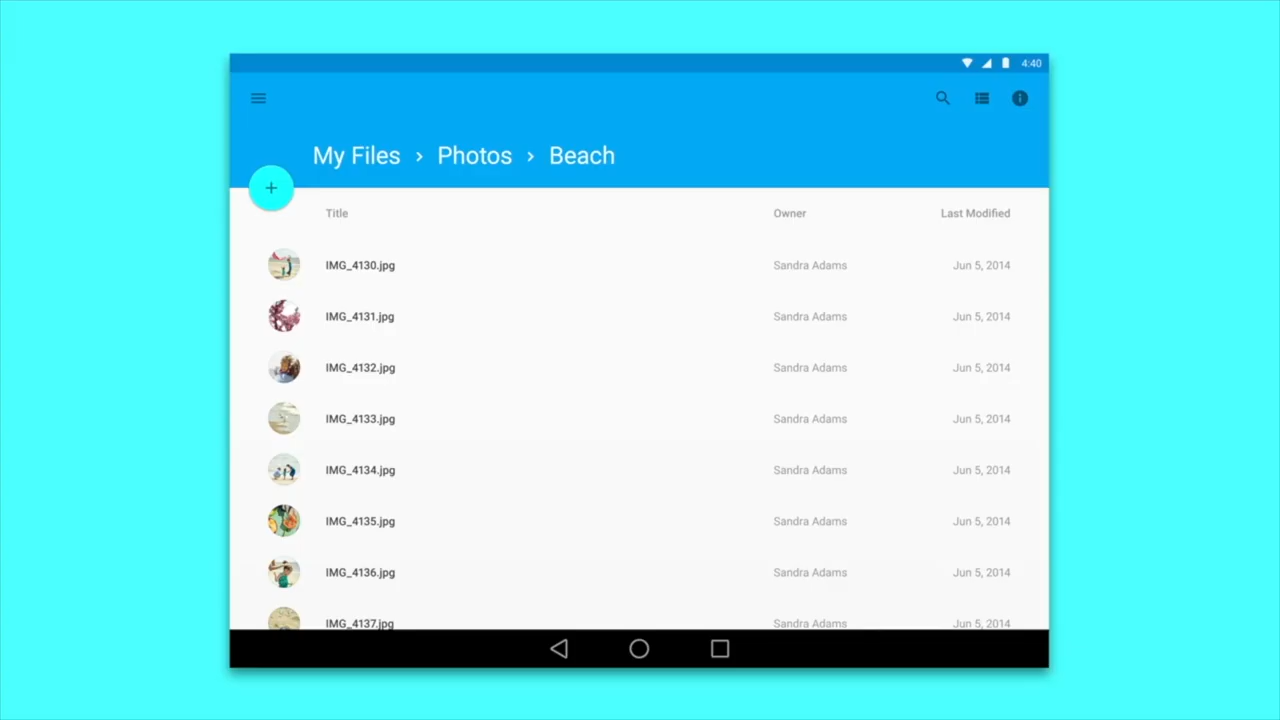 4:40
My Files › Photos › Beach
Title Owner Last Modified
IMG_4130.jpg Sandra Adams Jun 5, 2014
IMG_4131.jpg Sandra Adams Jun 5, 2014
IMG_4132.jpg Sandra Adams Jun 5, 2014
IMG_4133.jpg Sandra Adams Jun 5, 2014
IMG_4134.jpg Sandra Adams Jun 5, 2014
IMG_4135.jpg Sandra Adams Jun 5, 2014
IMG_4136.jpg Sandra Adams Jun 5, 2014
IMG_4137.jpg Sandra Adams Jun 5, 2014